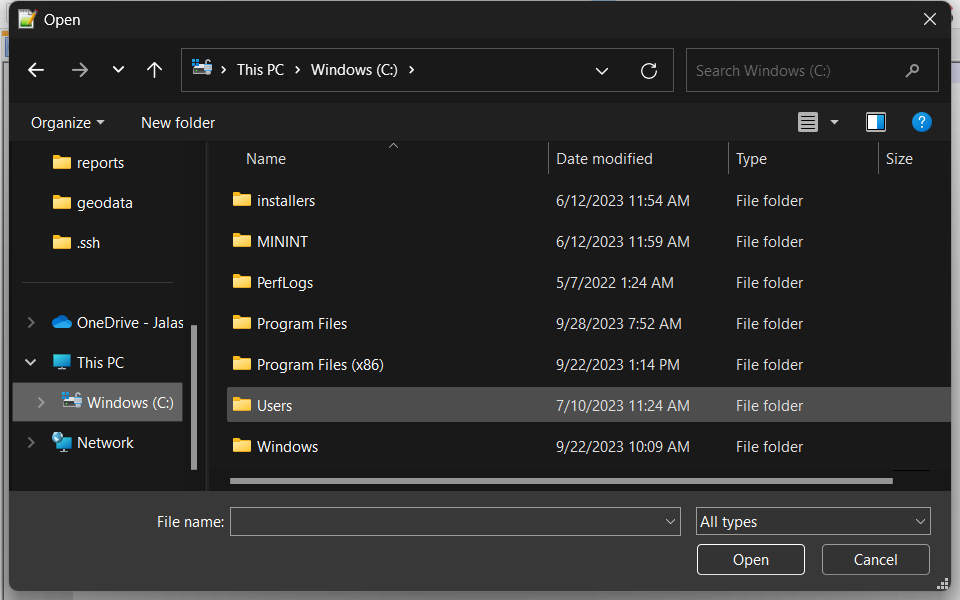 Open
This PC Windows (C:)
Search Windows (C:)
Organize New folder
?
Name Date modified Type Size
reports
geodata
.ssh
OneDrive - Jalas
This PC
Windows (C:)
Network
installers 6/12/2023 11:54 AM File folder
MININT 6/12/2023 11:59 AM File folder
PerfLogs 5/7/2022 1:24 AM File folder
Program Files 9/28/2023 7:52 AM File folder
Program Files (x86) 9/22/2023 1:14 PM File folder
Users 7/10/2023 11:24 AM File folder
Windows 9/22/2023 10:09 AM File folder
File name: All types
Open Cancel